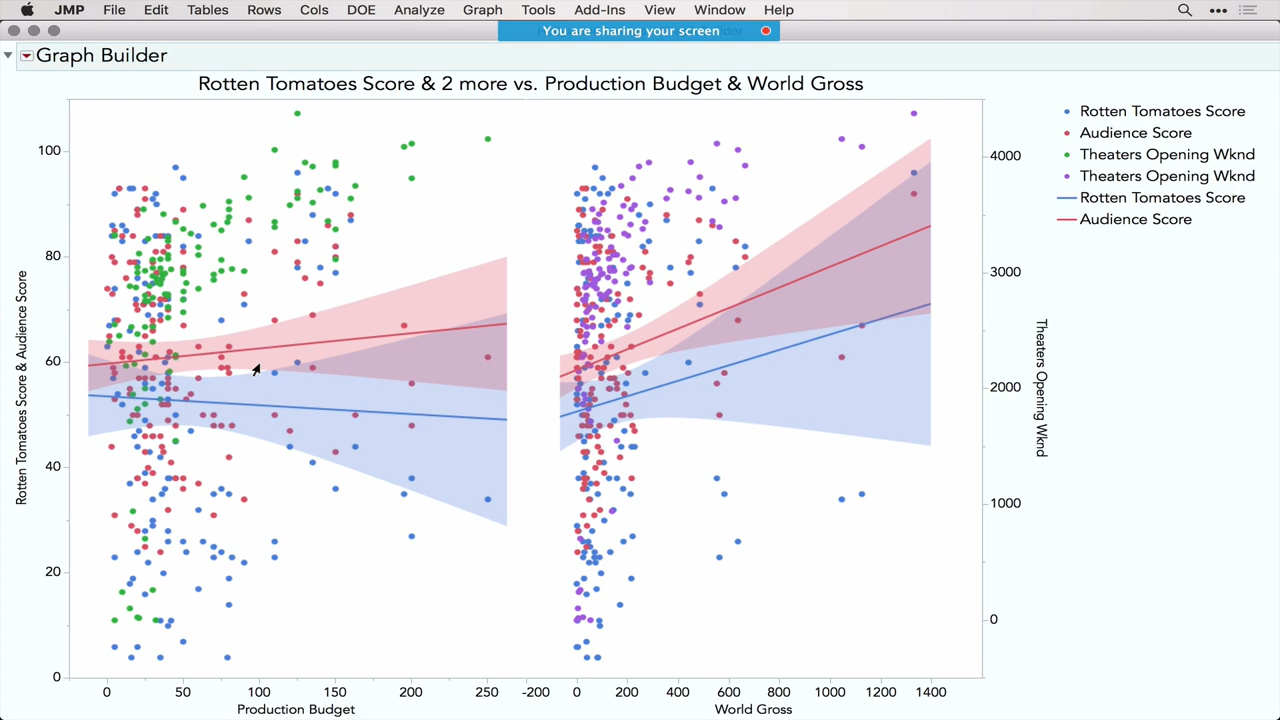 JMP File Edit Tables Rows Cols DOE Analyze Graph Tools Add-Ins View Window Help
You are sharing your screen
Graph Builder
Rotten Tomatoes Score & 2 more vs. Production Budget & World Gross
Rotten Tomatoes Score & Audience Score
100
80
60
40
20
0
0 50 100 150 200 250
Production Budget
-200 0 200 400 600 800 1000 1200 1400
World Gross
4000
3000
2000
1000
0
Theaters Opening Wknd
Rotten Tomatoes Score
Audience Score
Theaters Opening Wknd
Theaters Opening Wknd
Rotten Tomatoes Score
Audience Score